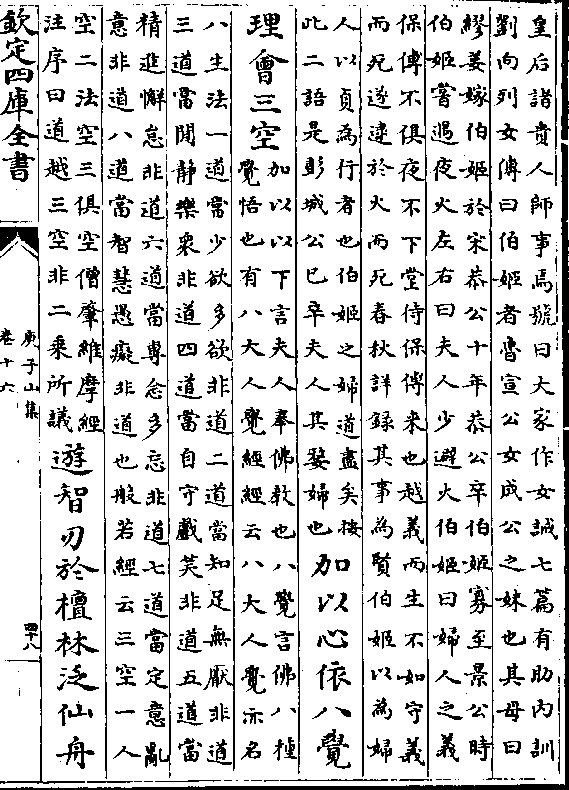 皇后諸貴人師事焉號曰大家作女誡七篇有助内訓
劉向列女傳曰伯姬者魯宣公女成公之妹也其母曰
繆姜嫁伯姬於宋恭公十年恭公卒伯姬寡至景公時
伯姬嘗遇夜火左右曰夫人少避火伯姬曰婦人之義
保傅不俱夜不下堂待保傅来也越義而生不如守義
而死遂逮於火而死春秋詳録其事為賢伯姬以為婦
人以貞為行者也伯姬之婦道盡矣按
此二語是彭城公已卒夫人其嫠婦也
加以心依八覺
理會三空
加以以下言夫人奉佛教也八覺言佛八種
覺悟也有八大人覺經經云八大人覺亦名
八生法一道當少欲多欲非道二道當知足無厭非道
三道當閒静樂衆非道四道當自守戲笑非道五道當
精進懈怠非道六道當專念多忘非道七道當定意亂
意非道八道當智慧愚癡非道也般若經云三空一人
空二法空三俱空僧肇維摩經
注序曰道越三空非二乘所議
遊智刃於檀林泛仙舟
欽定四庫全書
庾子山集
卷十六
四十八